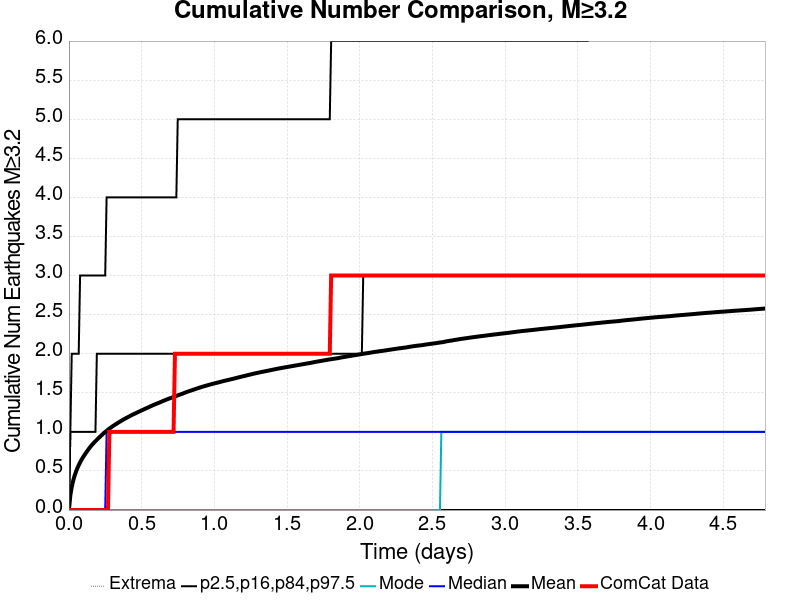 Cumulative Number Comparison, M≥3.2
6.0
5.5
5.0
4.5
4.0
3.5
3.0
2.5
2.0
1.5
1.0
0.5
0.0
Cumulative Num Earthquakes M≥3.2
0.0 0.5 1.0 1.5 2.0 2.5 3.0 3.5 4.0 4.5
Time (days)
Extrema p2.5,p16,p84,p97.5 Mode Median Mean ComCat Data